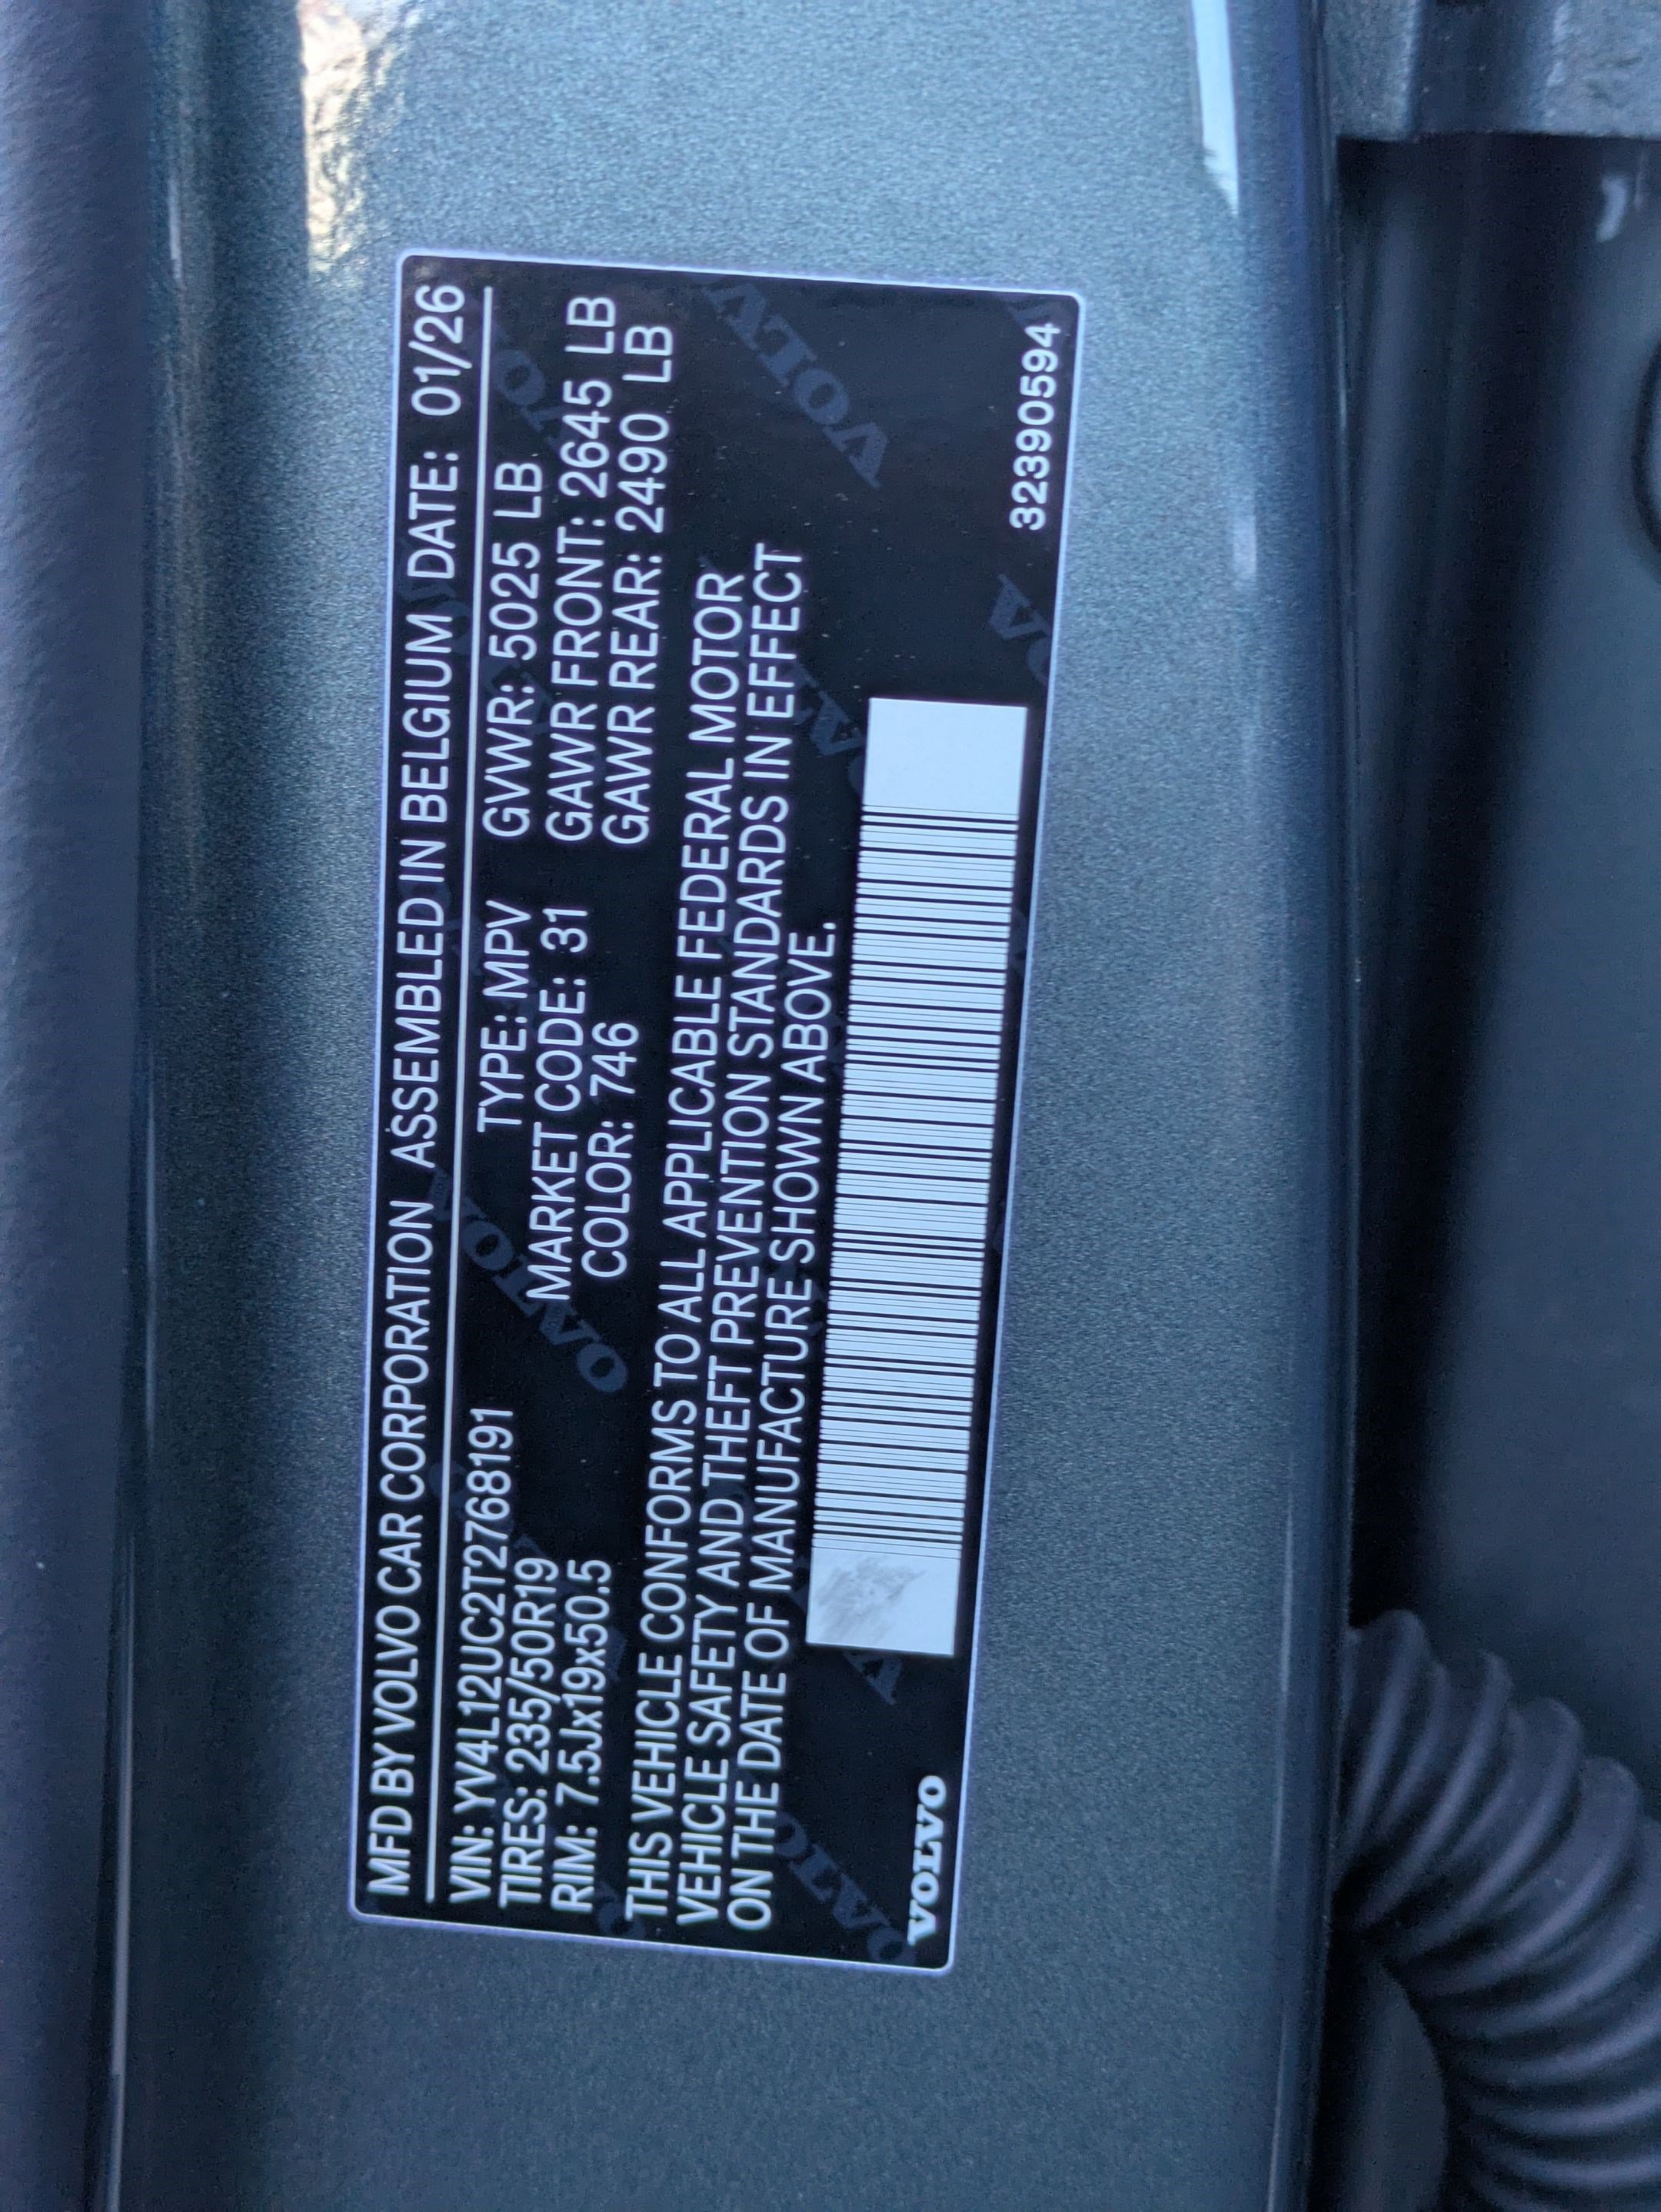 MFD BY VOLVO CAR CORPORATION ASSEMBLED IN BELGIUM DATE: 01/26
VIN: YV4L12UC2T2768191 TYPE: MPV GVWR: 5025 LB
TIRES: 235/50R19 MARKET CODE: 31 GAWR FRONT: 2645 LB
RIM: 7.5Jx19x50.5 COLOR: 746 GAWR REAR: 2490 LB
THIS VEHICLE CONFORMS TO ALL APPLICABLE FEDERAL MOTOR
VEHICLE SAFETY AND THEFT PREVENTION STANDARDS IN EFFECT
ON THE DATE OF MANUFACTURE SHOWN ABOVE.
VOLVO 32390594